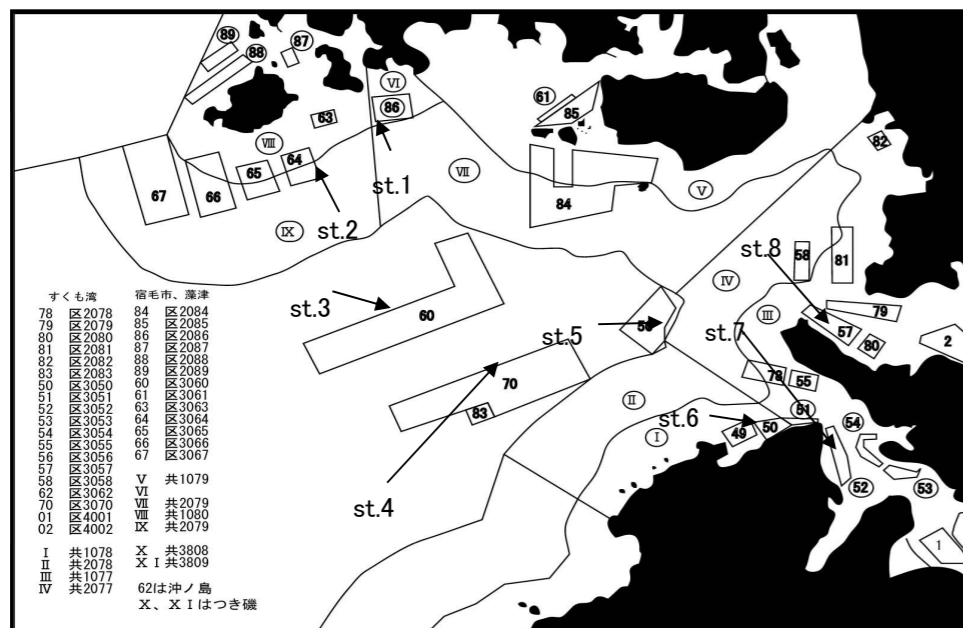 89
88
87
Ⅵ
86
61
85
63
Ⅷ
82
64
65
66
67
st.1
Ⅶ
Ⅴ
84
st.2
Ⅸ
st.8
58
81
Ⅳ
st.3
60
Ⅲ
79
57
80
2
st.5
st.7
70
78
55
83
Ⅱ
51
st.6
49
50
54
Ⅰ
52
53
st.4
1
すくも湾
78 区2078
79 区2079
80 区2080
81 区2081
82 区2082
83 区2083
50 区3050
51 区3051
52 区3052
53 区3053
54 区3054
55 区3055
56 区3056
57 区3057
58 区3058
62 区3062
70 区3070
01 区4001
02 区4002
Ⅰ 共1078
Ⅱ 共2078
Ⅲ 共1077
Ⅳ 共2077
宿毛市、藻津
84 区2084
85 区2085
86 区2086
87 区2087
88 区2088
89 区2089
60 区3060
61 区3061
63 区3063
64 区3064
65 区3065
66 区3066
67 区3067
Ⅴ 共1079
Ⅵ
Ⅶ 共2079
Ⅷ 共1080
Ⅸ 共2079
Ⅹ 共3808
ⅩⅠ 共3809
62は沖ノ島
Ⅹ、ⅩⅠはつき磯